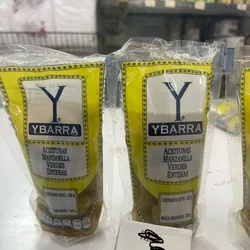 Y
YBARRA
ACEITUNAS
MANZANILLA
VERDES
ENTERAS
Y
YBARRA
ACEITUNAS
MANZANILLA
VERDES
ENTERAS